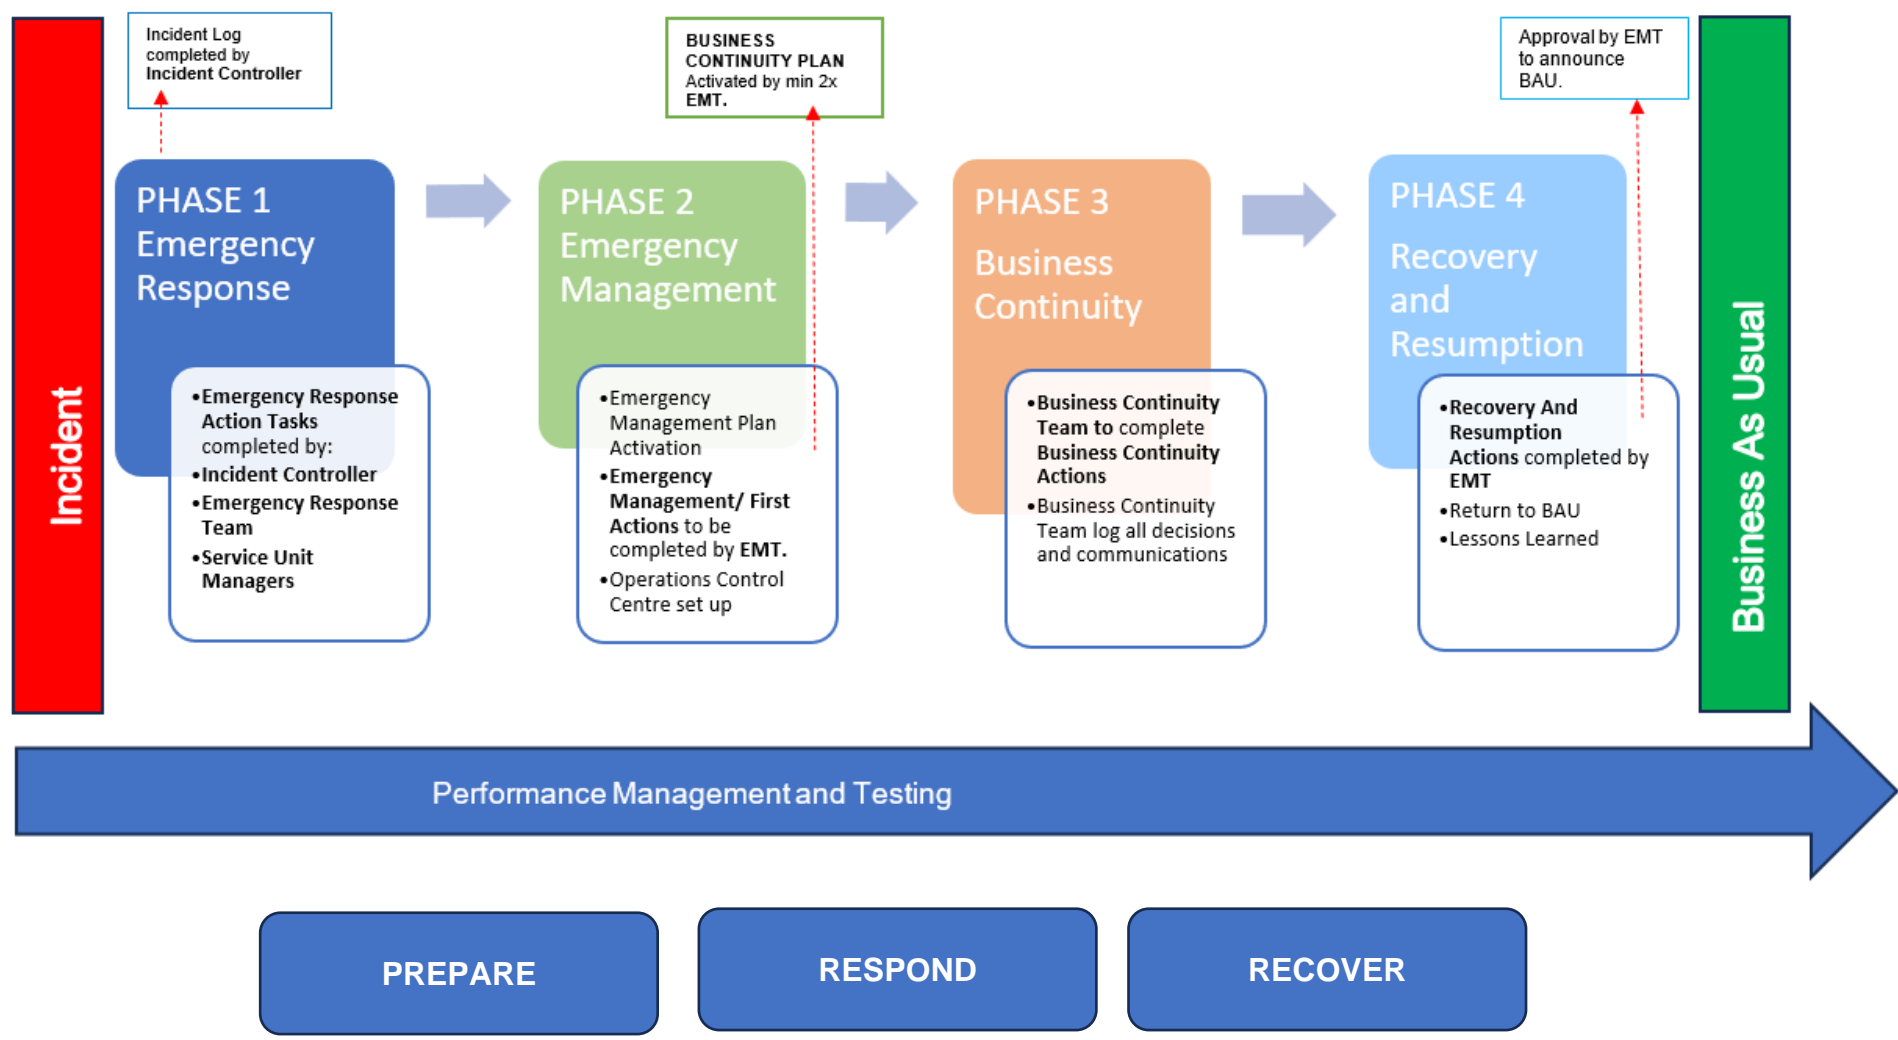 Incident
Incident Log
completed by
Incident Controller
BUSINESS
CONTINUITY PLAN
Activated by min 2x
EMT.
Approval by EMT
to announce
BAU.
PHASE 1
Emergency
Response
•Emergency Response
Action Tasks
completed by:
•Incident Controller
•Emergency Response
Team
•Service Unit
Managers
PHASE 2
Emergency
Management
•Emergency
Management Plan
Activation
•Emergency
Management/ First
Actions to be
completed by EMT.
•Operations Control
Centre set up
PHASE 3
Business
Continuity
•Business Continuity
Team to complete
Business Continuity
Actions
•Business Continuity
Team log all decisions
and communications
PHASE 4
Recovery
and
Resumption
•Recovery And
Resumption
Actions completed by
EMT
•Return to BAU
•Lessons Learned
Business As Usual
Performance Management and Testing
PREPARE
RESPOND
RECOVER